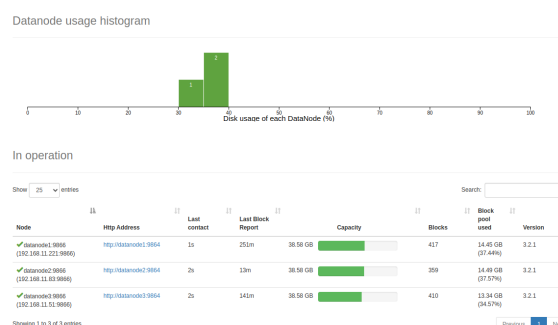 Datanode usage histogram
1
2
0 10 20 30 40 50 60 70 80 90 100
Disk usage of each DataNode (%)
In operation
Show 25 entries Search:
Node Http Address Last contact Last Block Report Capacity Blocks Block pool used Version
datanode1:9866 (192.168.11.221:9866) http://datanode1:9864 1s 251m 38.58 GB 417 14.45 GB (37.44%) 3.2.1
datanode2:9866 (192.168.11.83:9866) http://datanode2:9864 2s 13m 38.58 GB 359 14.49 GB (37.57%) 3.2.1
datanode3:9866 (192.168.11.51:9866) http://datanode3:9864 2s 141m 38.58 GB 410 13.34 GB (34.57%) 3.2.1
Showing 1 to 3 of 3 entries Previous 1